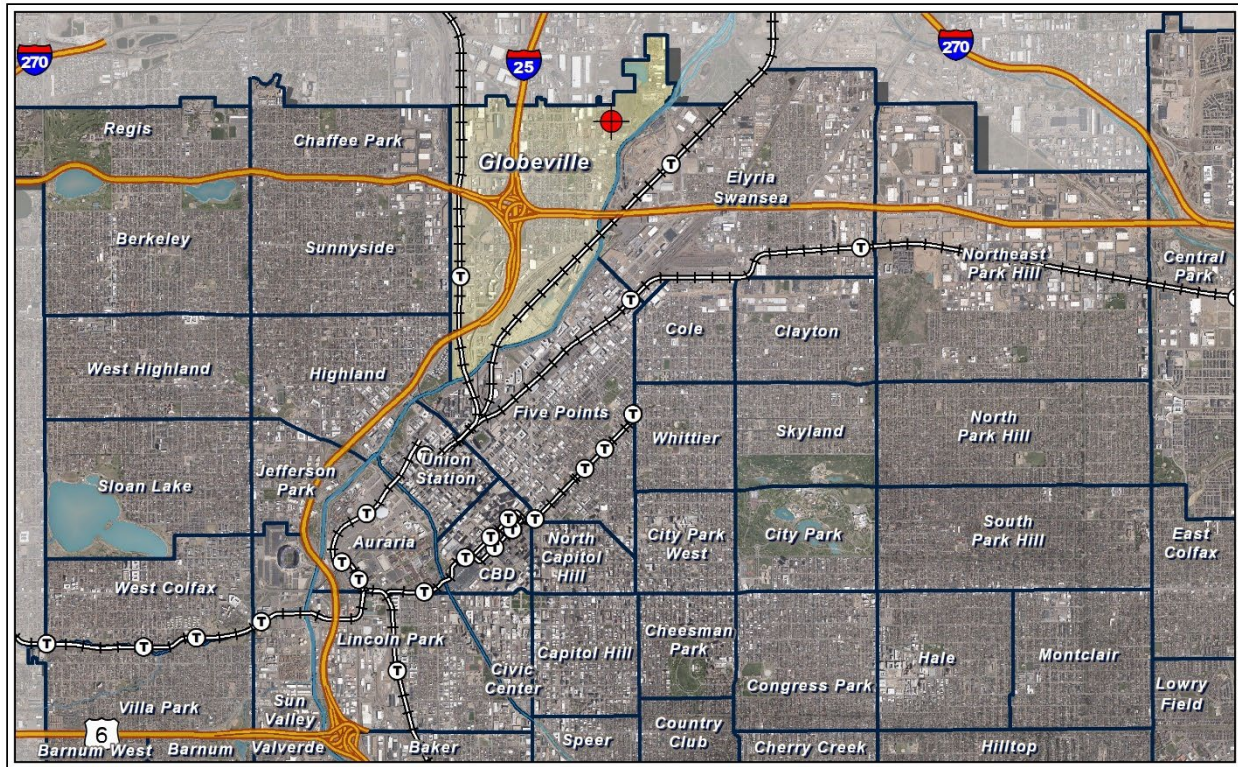 270
25
270
Regis
Chaffee Park
Globeville
T
Elyria
Swansea
Berkeley
Sunnyside
T
T
Northeast
Park Hill
Central
Park
T
Cole
Clayton
West Highland
Highland
Five Points
T
Whittier
Skyland
North
Park Hill
T
T
T
Union
Station
Sloan Lake
Jefferson
Park
T
Auraria
T
T
T
T
T
T
North
Capitol
Hill
City Park
West
City Park
South
Park Hill
East
Colfax
T
T
T
T
CBD
West Colfax
T
T
T
T
Lincoln Park
T
Capitol Hill
Cheesman
Park
Hale
Montclair
Civic
Center
Congress Park
Lowry
Field
Villa Park
Sun
Valley
6
Barnum West
Barnum
Valverde
Baker
Speer
Country
Club
Cherry Creek
Hilltop